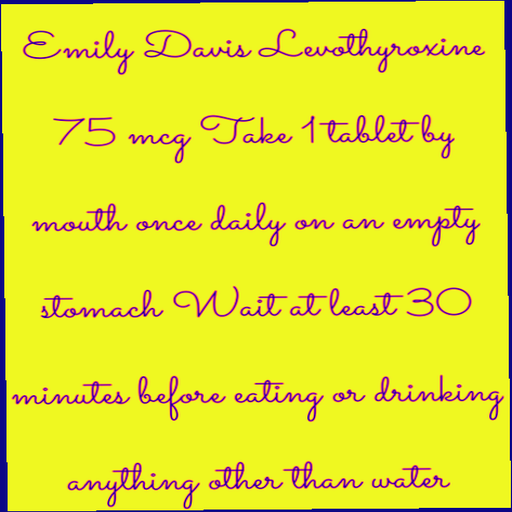 Emily Davis Levothyroxine
75 mcg Take 1 tablet by
mouth once daily on an empty
stomach Wait at least 30
minutes before eating or drinking
anything other than water